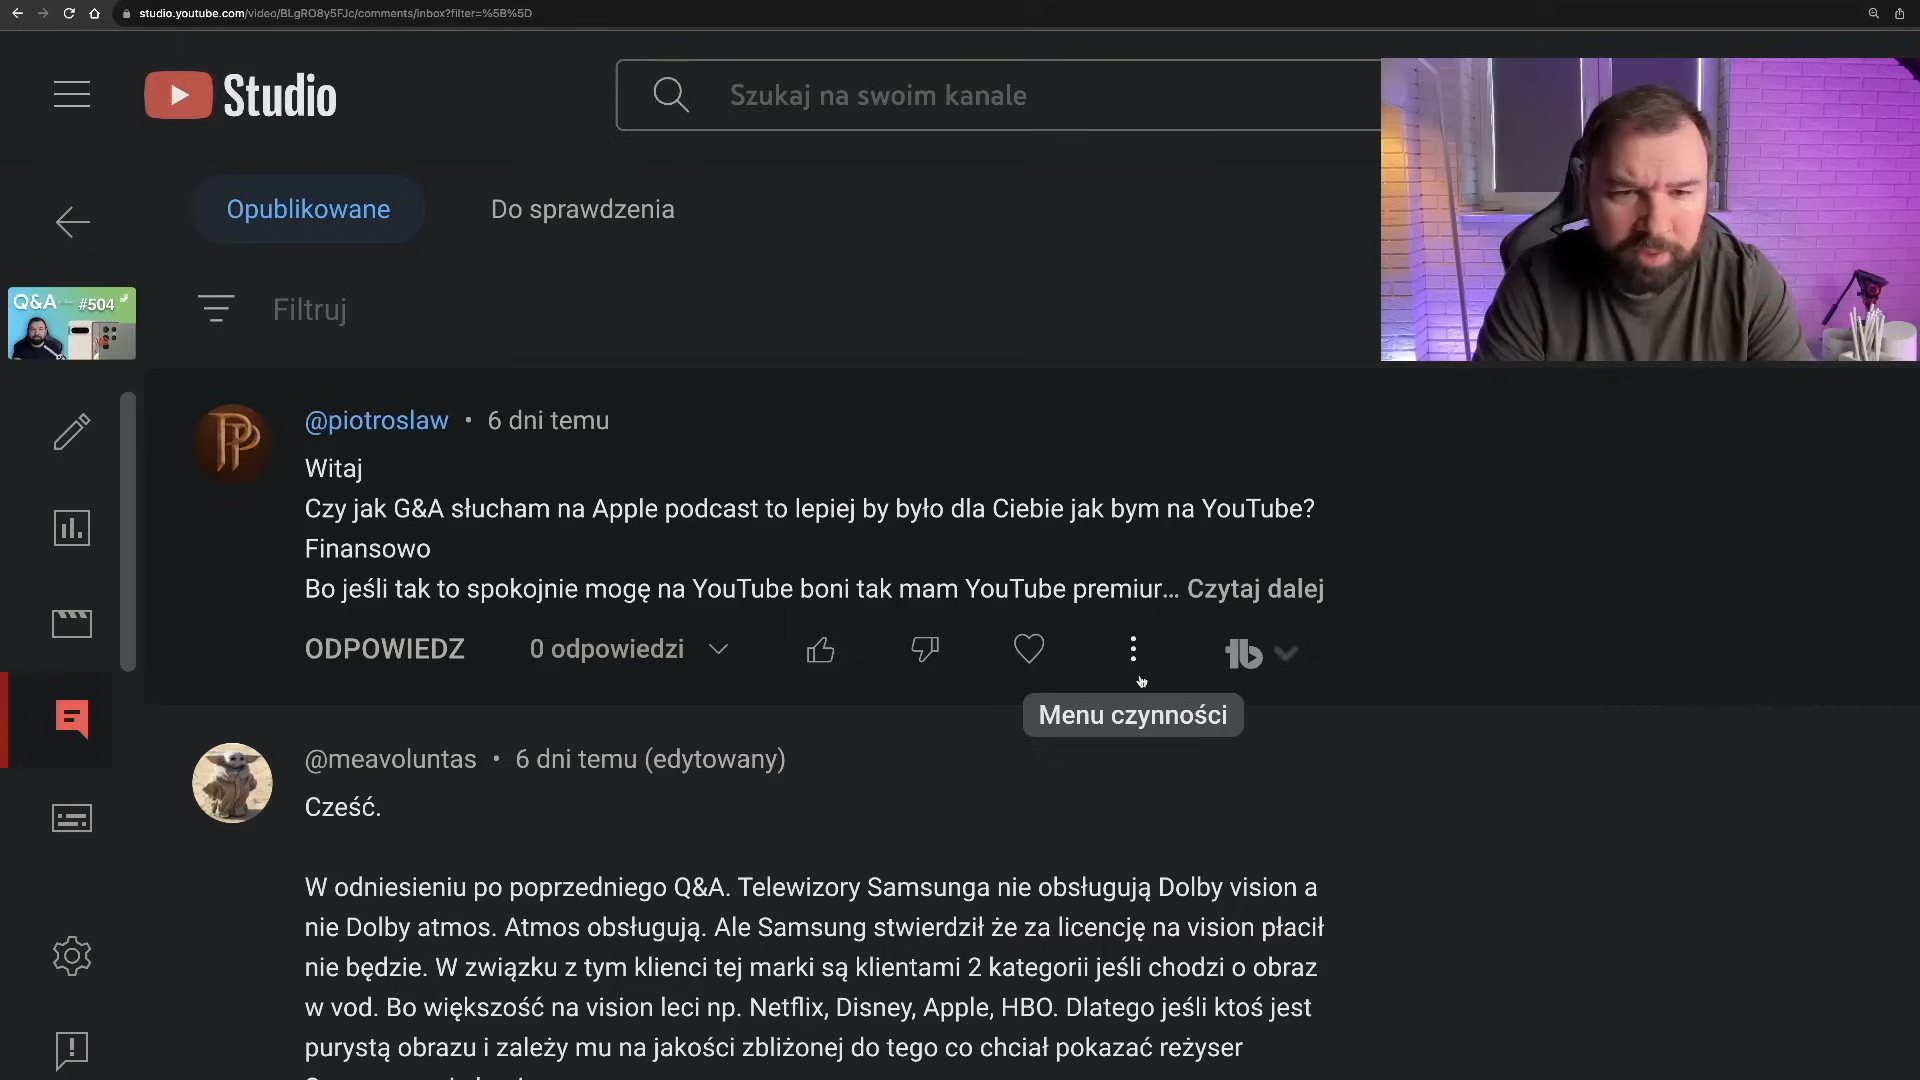 studio.youtube.com/video/BLgRO8y5FJc/comments/inbox?filter=%5B%5D
Studio
Szukaj na swoim kanale
Opublikowane
Do sprawdzenia
Q&A
#504
Filtruj
@piotroslaw • 6 dni temu
Witaj
Czy jak G&A słucham na Apple podcast to lepiej by było dla Ciebie jak bym na YouTube?
Finansowo
Bo jeśli tak to spokojnie mogę na YouTube boni tak mam YouTube premiur... Czytaj dalej
ODPOWIEDZ
0 odpowiedzi
Menu czynności
@meavoluntas • 6 dni temu (edytowany)
Cześć.
W odniesieniu po poprzedniego Q&A. Telewizory Samsunga nie obsługują Dolby vision a
nie Dolby atmos. Atmos obsługują. Ale Samsung stwierdził że za licencję na vision płacił
nie będzie. W związku z tym klienci tej marki są klientami 2 kategorii jeśli chodzi o obraz
w vod. Bo większość na vision leci np. Netflix, Disney, Apple, HBO. Dlatego jeśli ktoś jest
purystą obrazu i zależy mu na jakości zbliżonej do tego co chciał pokazać reżyser